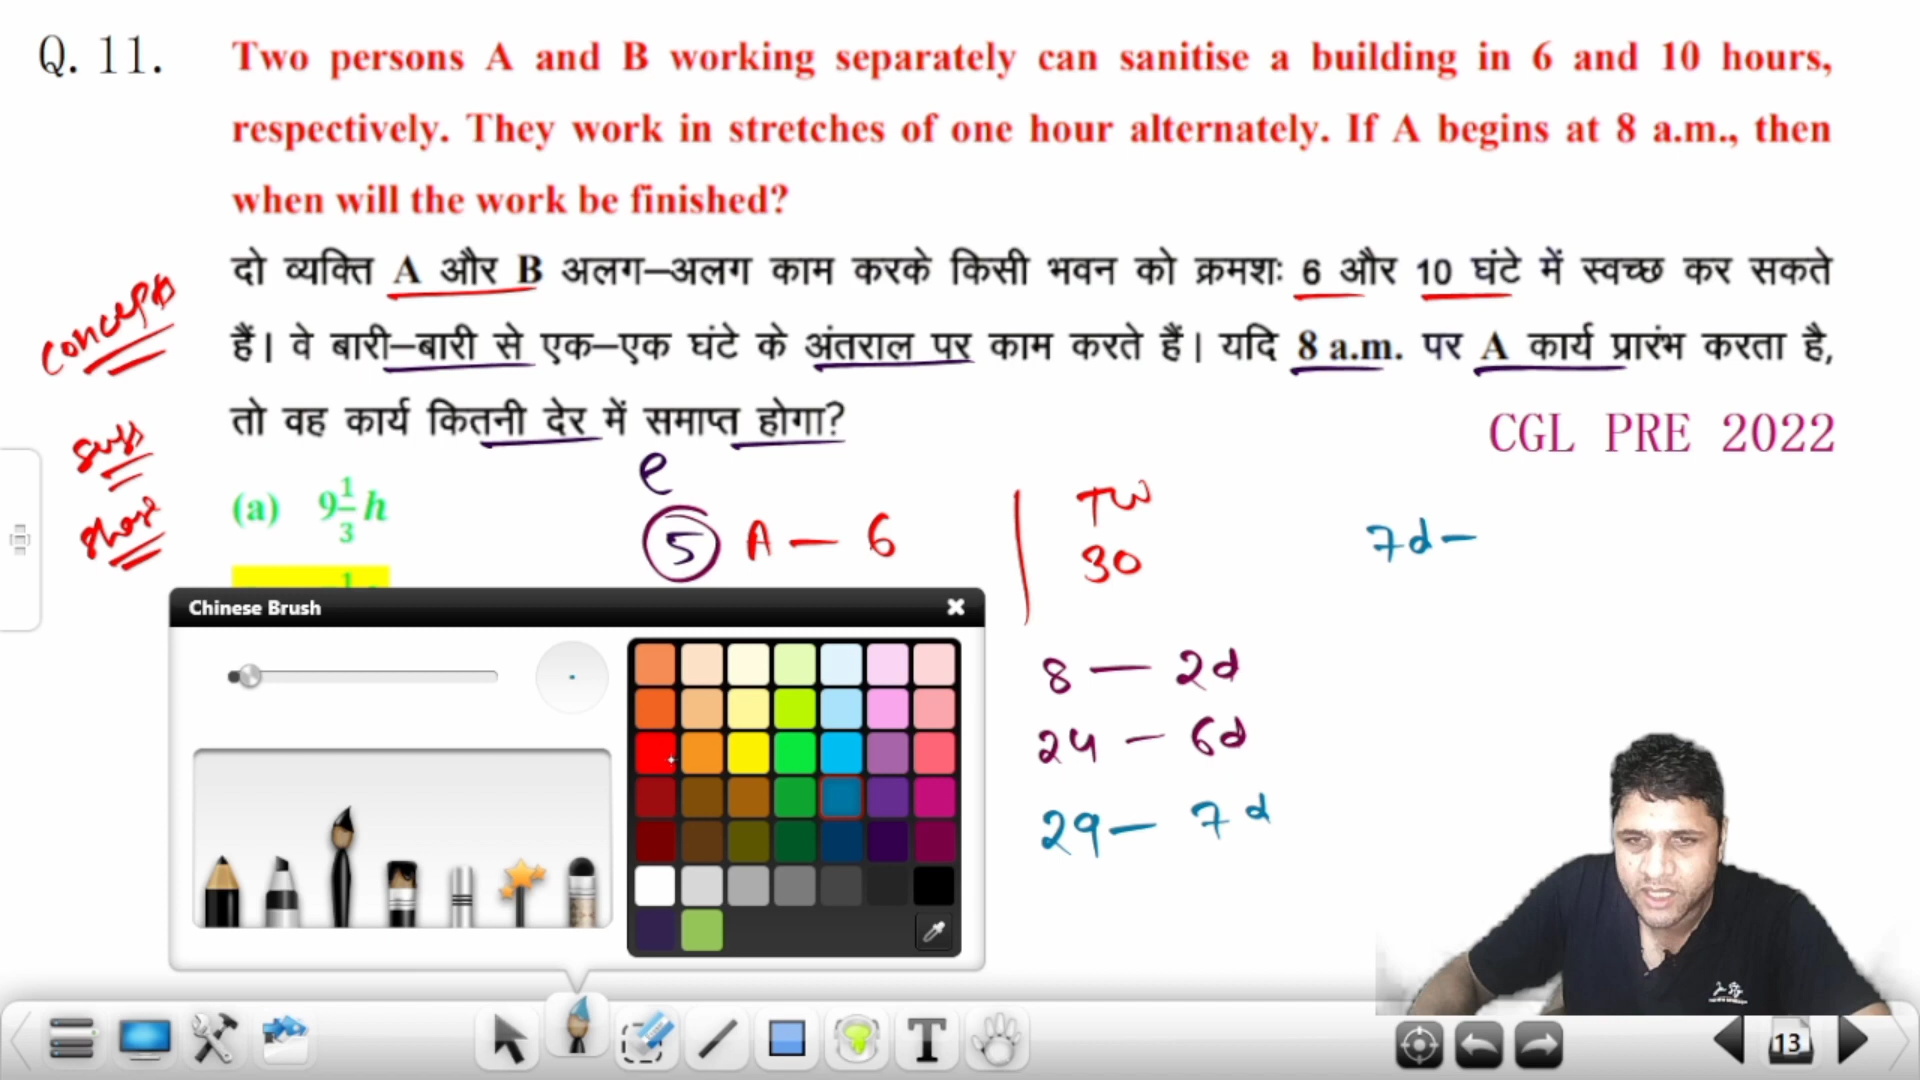 Q. 11. Two persons A and B working separately can sanitise a building in 6 and 10 hours,
respectively. They work in stretches of one hour alternately. If A begins at 8 a.m., then
when will the work be finished?
दो व्यक्ति A और B अलग–अलग काम करके किसी भवन को क्रमशः 6 और 10 घंटे में स्वच्छ कर सकते
हैं। वे बारी–बारी से एक–एक घंटे के अंतराल पर काम करते हैं। यदि 8 a.m. पर A कार्य प्रारंभ करता है,
तो वह कार्य कितनी देर में समाप्त होगा?
CGL PRE 2022
concept
(a) 9 1/3 h
e
5 A — 6
TW
30
7d —
Chinese Brush
8 — 2d
24 — 6d
29 — 7d
T
13